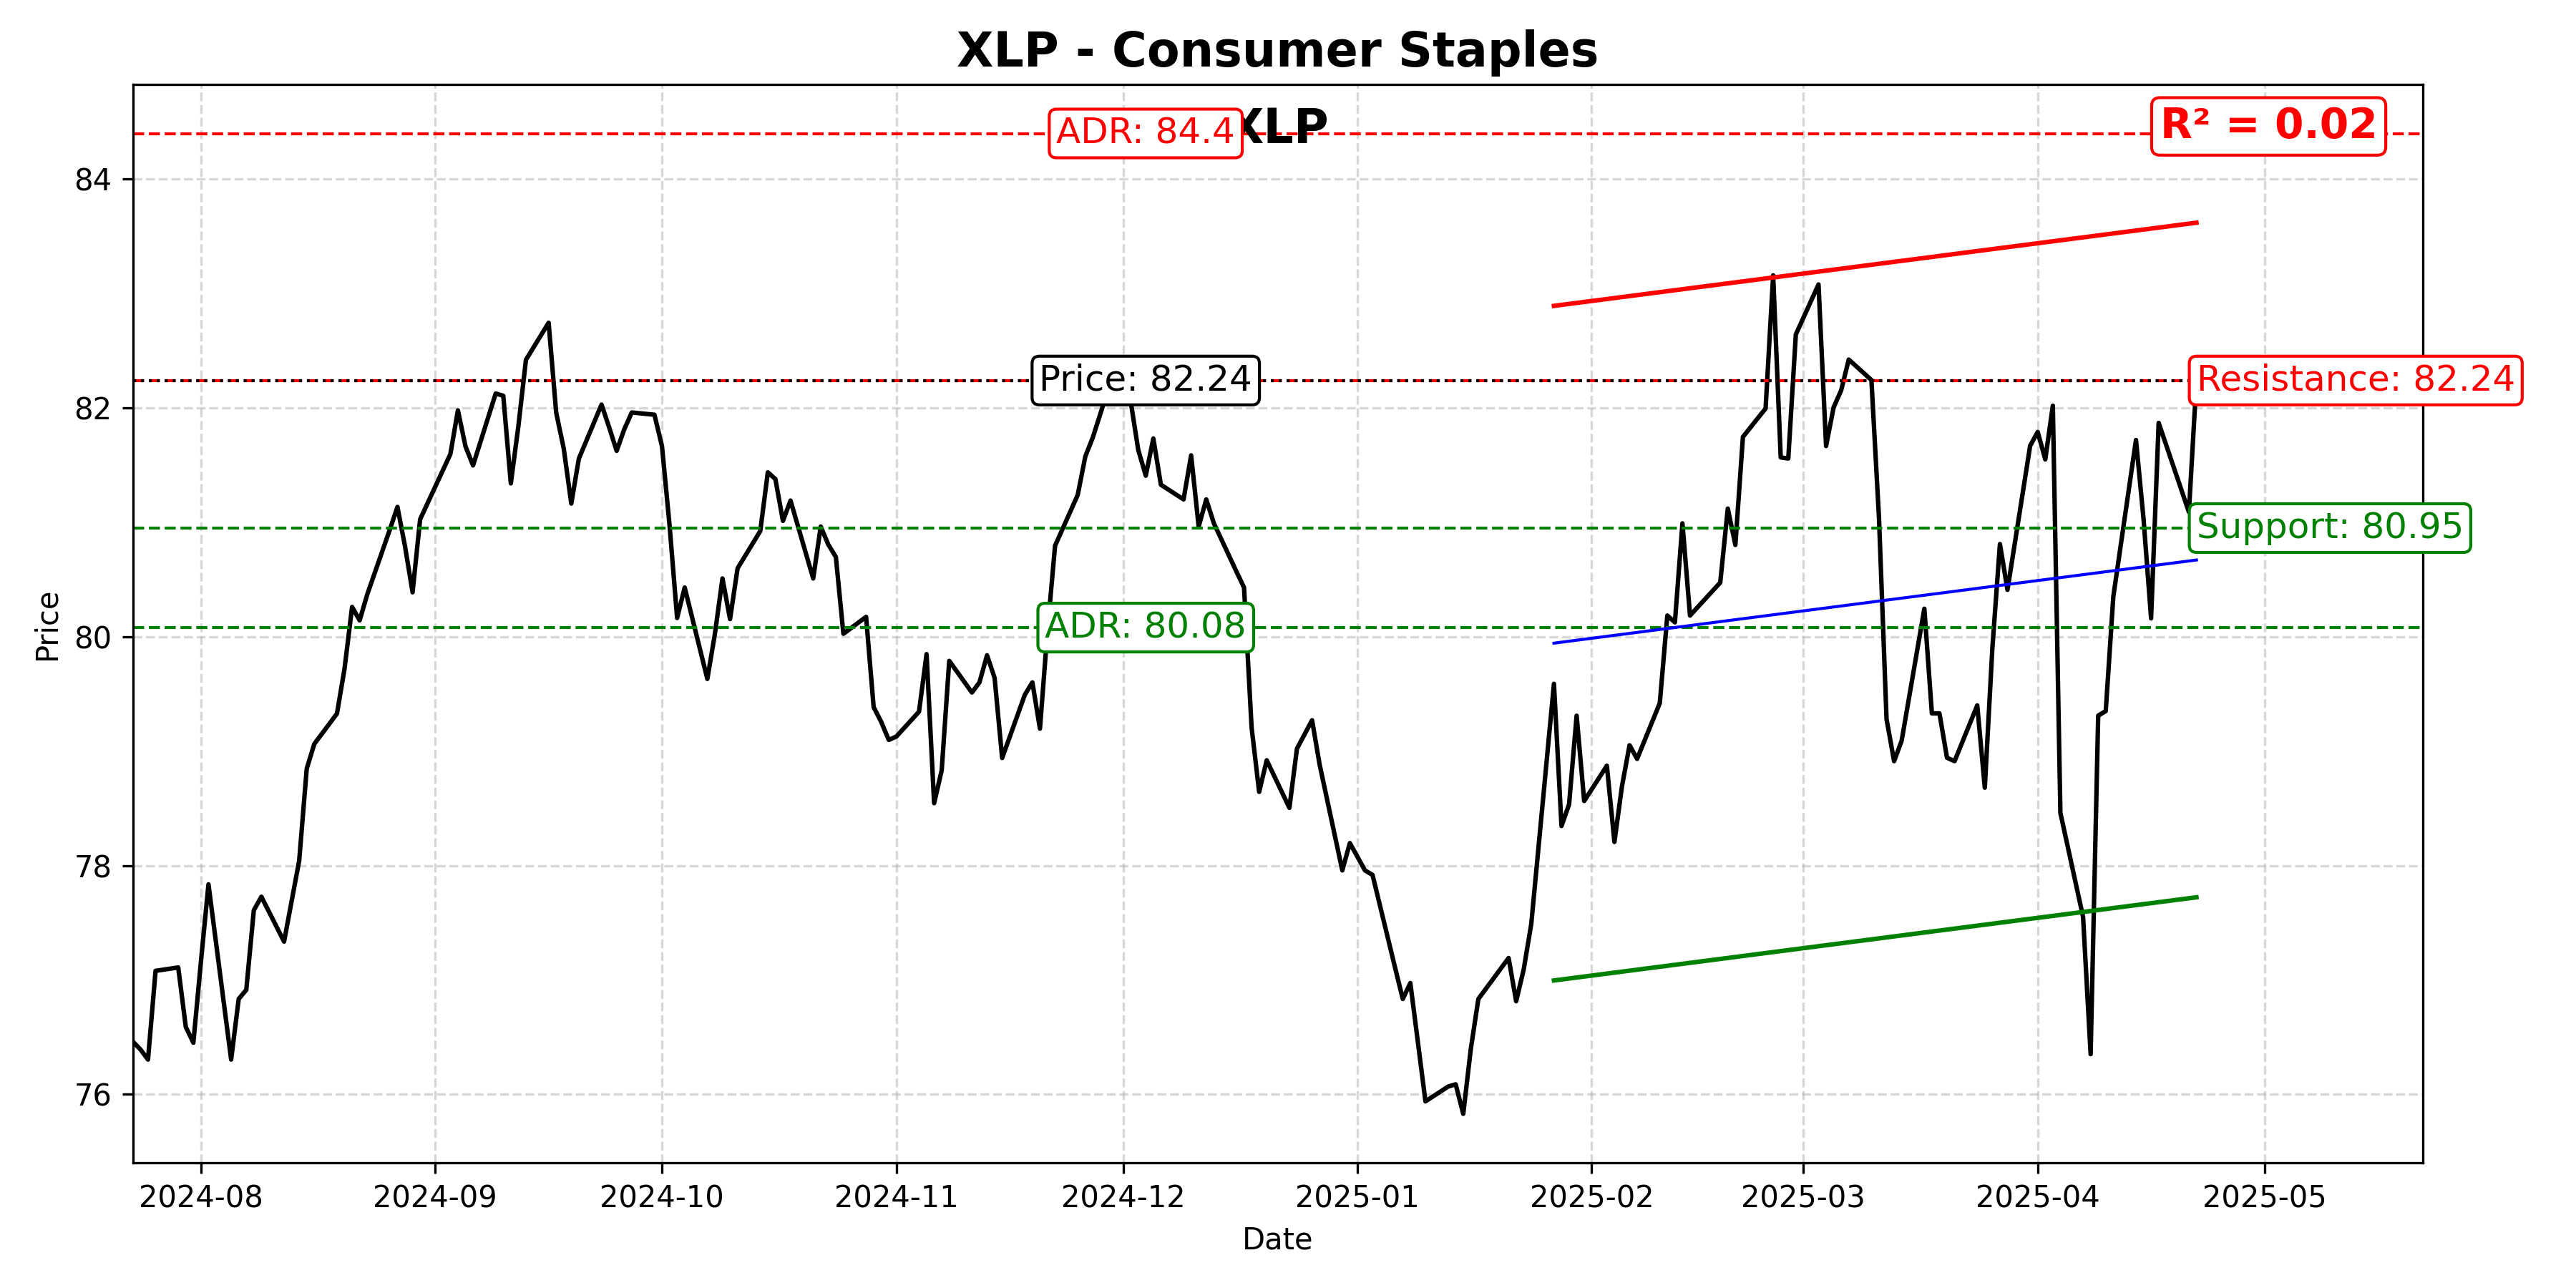 XLP - Consumer Staples
XLP
ADR: 84.4
R² = 0.02
84
Price: 82.24
Resistance: 82.24
82
Support: 80.95
ADR: 80.08
80
78
76
Price
2024-08
2024-09
2024-10
2024-11
2024-12
2025-01
2025-02
2025-03
2025-04
2025-05
Date